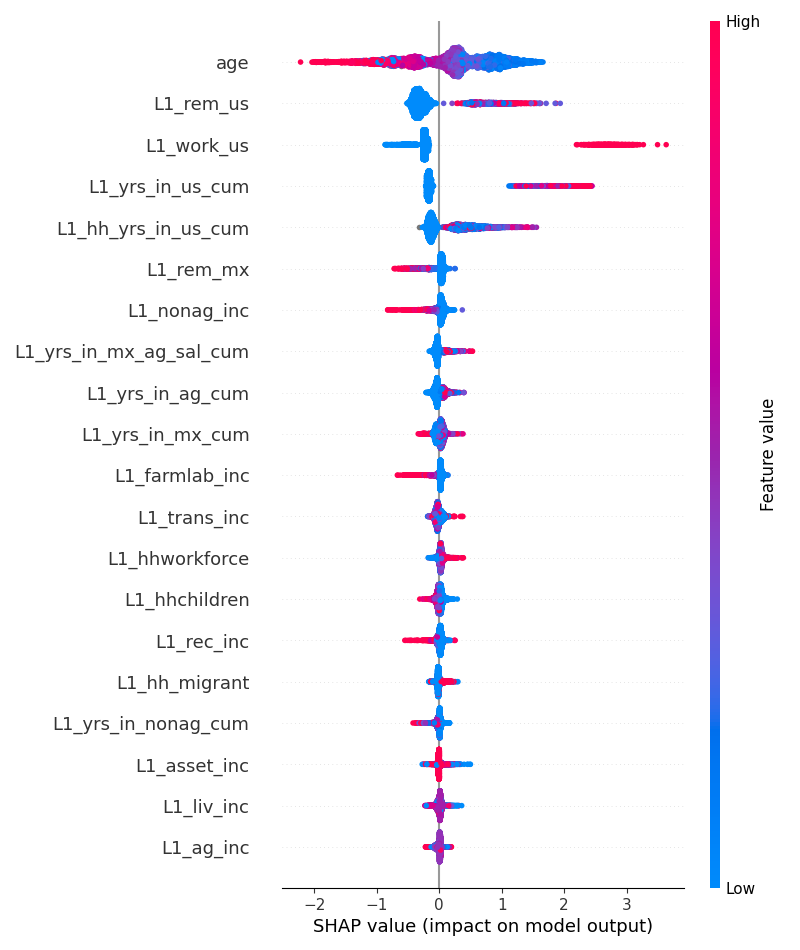 High
age
L1_rem_us
L1_work_us
L1_yrs_in_us_cum
L1_hh_yrs_in_us_cum
L1_rem_mx
L1_nonag_inc
L1_yrs_in_mx_ag_sal_cum
L1_yrs_in_ag_cum
L1_yrs_in_mx_cum
L1_farmlab_inc
L1_trans_inc
L1_hhworkforce
L1_hhchildren
L1_rec_inc
L1_hh_migrant
L1_yrs_in_nonag_cum
L1_asset_inc
L1_liv_inc
L1_ag_inc
Feature value
Low
−2 −1 0 1 2 3
SHAP value (impact on model output)